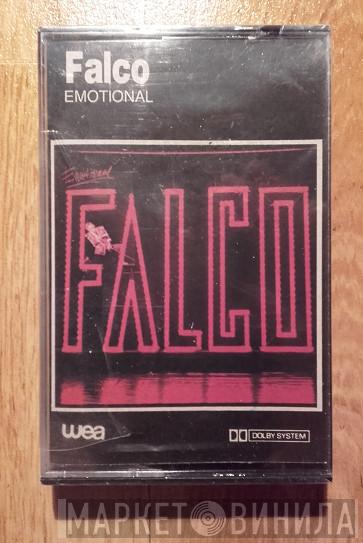 Falco
EMOTIONAL
Emotional
FALCO
wea
DOLBY SYSTEM
МАРКЕТ ВИНИЛА